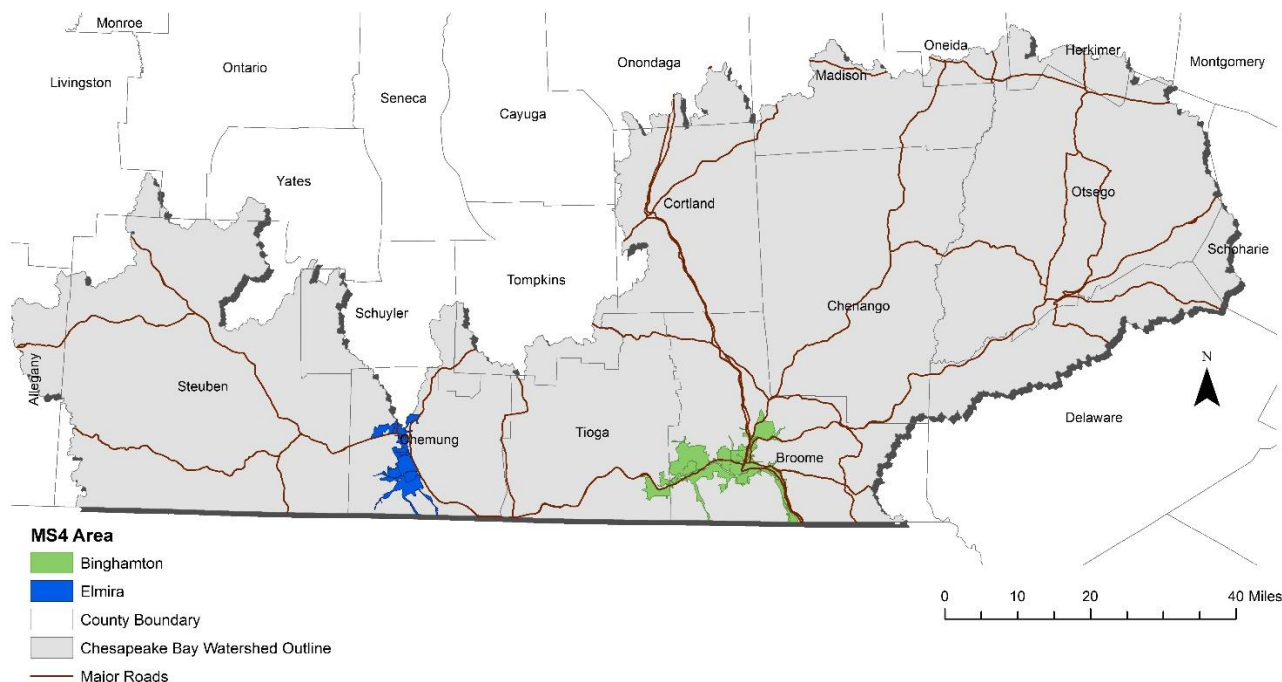 Monroe
Livingston
Ontario
Seneca
Cayuga
Onondaga
Madison
Oneida
Herkimer
Montgomery
Yates
Cortland
Otsego
Schoharie
Tompkins
Schuyler
Chenango
Allegany
Steuben
Chemung
Tioga
Broome
Delaware
N
MS4 Area
Binghamton
Elmira
County Boundary
Chesapeake Bay Watershed Outline
Major Roads
0 10 20 40 Miles